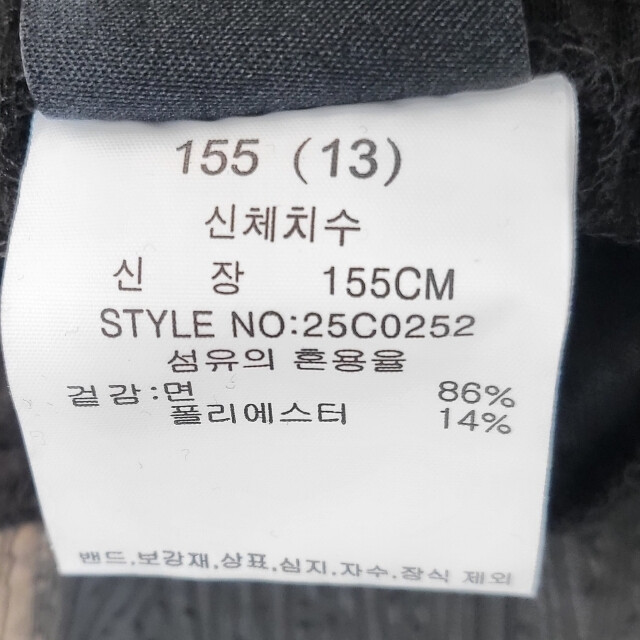 155 (13)
신체치수
신 장 155CM
STYLE NO:25C0252
섬유의 혼용율
겉감:면 86%
폴리에스터 14%
밴드,보강재,상표,심지,자수,장식 제외